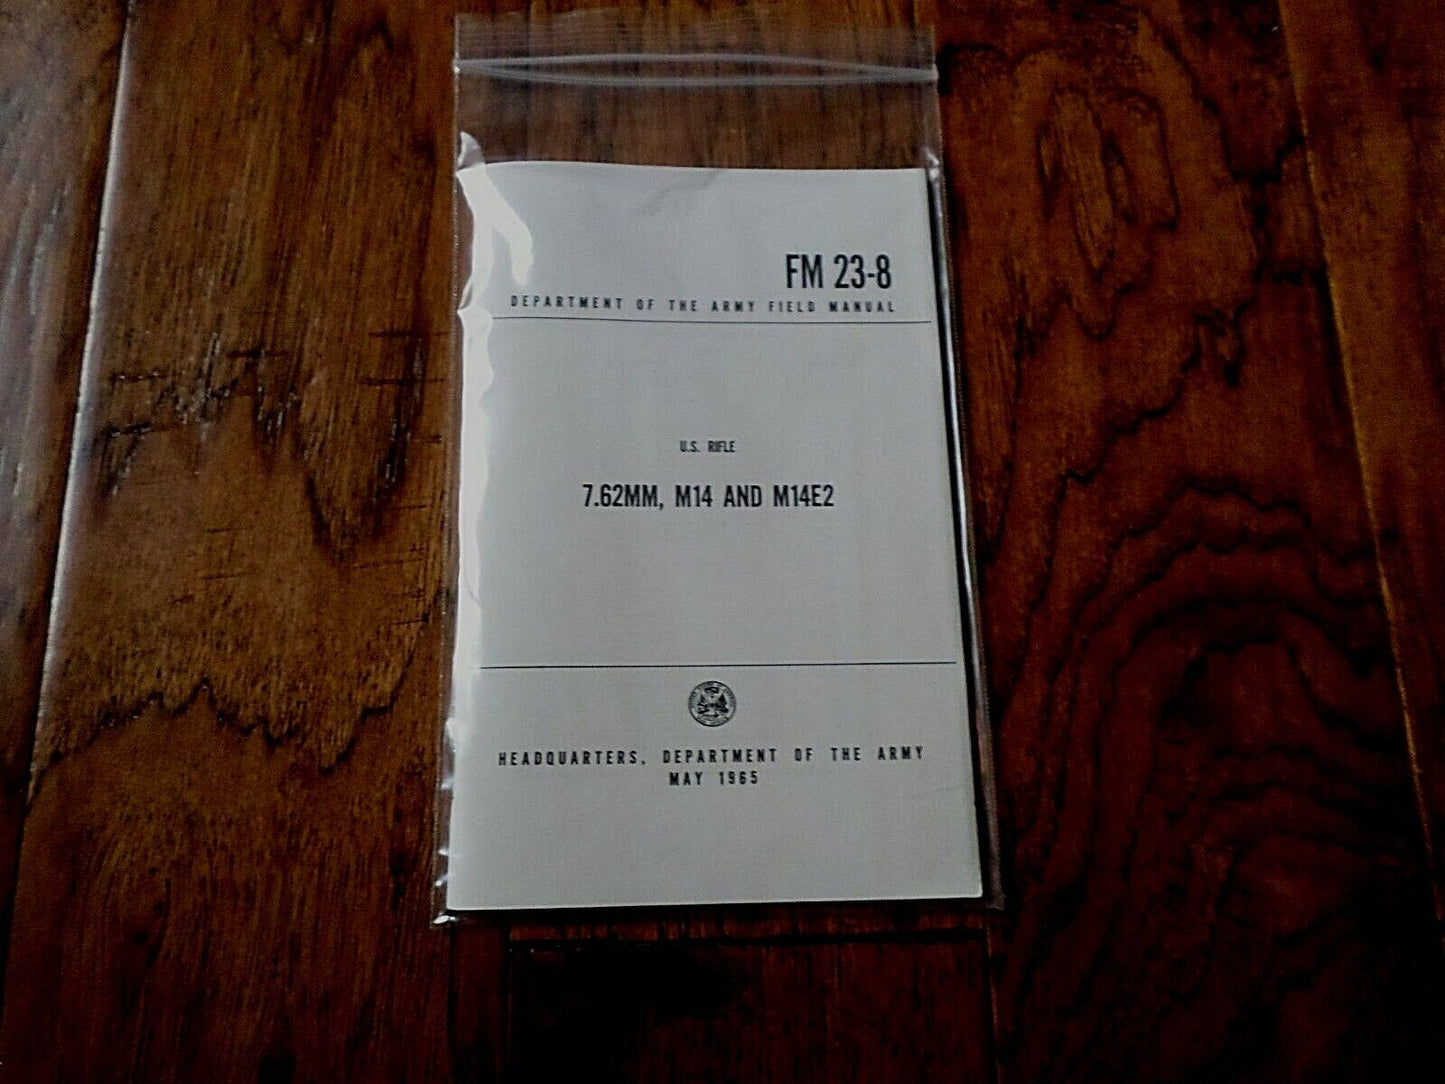 FM 23-8
DEPARTMENT OF THE ARMY FIELD MANUAL
U.S. RIFLE
7.62MM, M14 AND M14E2
HEADQUARTERS, DEPARTMENT OF THE ARMY
MAY 1965